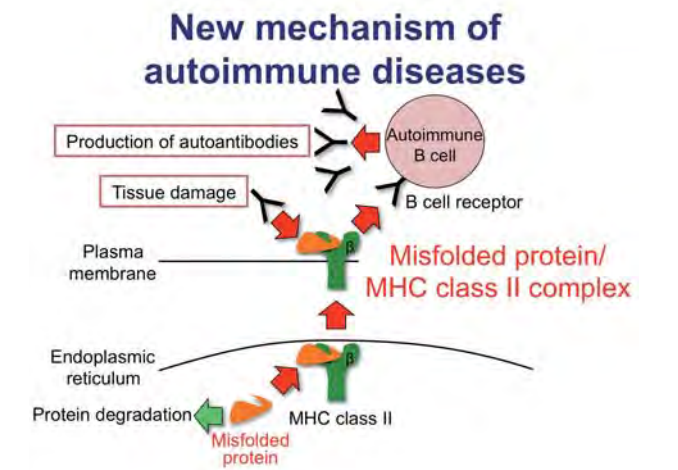 New mechanism of
autoimmune diseases
Production of autoantibodies
Autoimmune
B cell
Tissue damage
B cell receptor
β
Plasma
membrane
Misfolded protein/
MHC class II complex
Endoplasmic
reticulum
β
Protein degradation
MHC class II
Misfolded
protein